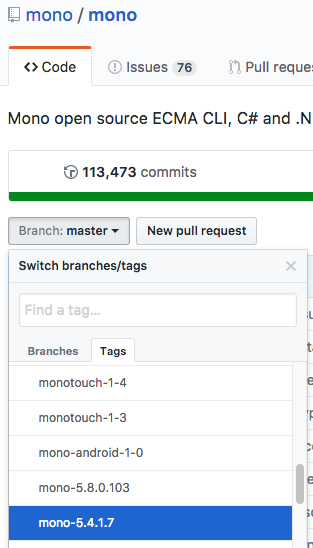 mono / mono
Code
Issues 76
Pull reque
Mono open source ECMA CLI, C# and .N
113,473 commits
Branch: master
New pull request
Switch branches/tags
Find a tag...
Branches
Tags
monotouch-1-4
monotouch-1-3
mono-android-1-0
mono-5.8.0.103
mono-5.4.1.7